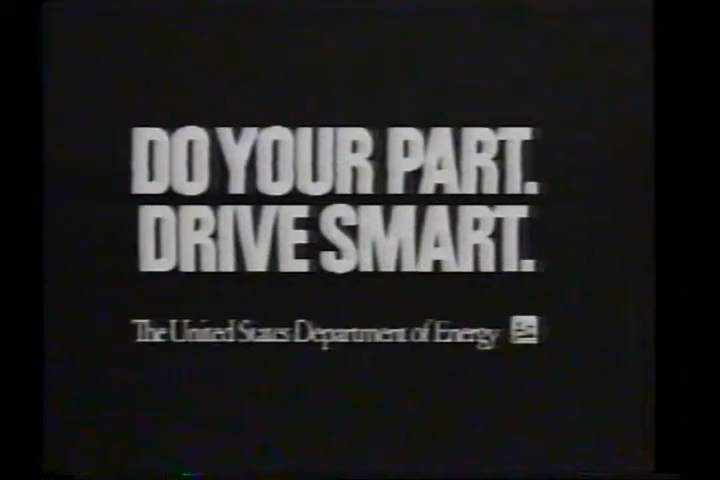 DO YOUR PART.
DRIVE SMART.
The United States Department of Energy